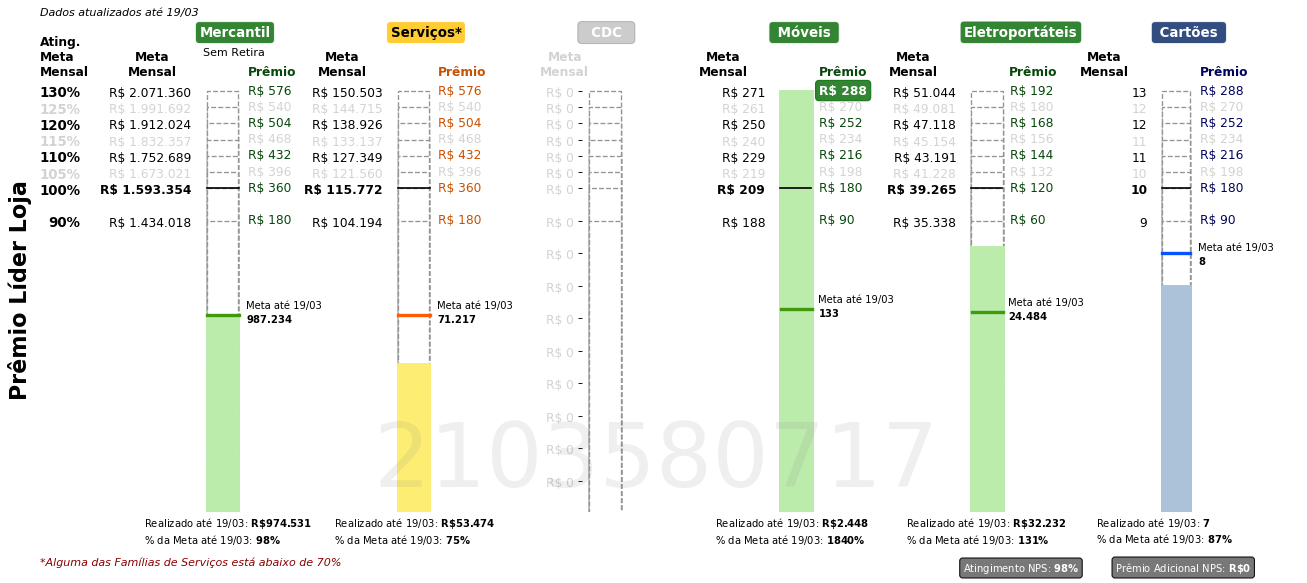 Dados atualizados até 19/03
Mercantil Serviços* CDC Móveis Eletroportáteis Cartões
Sem Retira
Ating. Meta Mensal
Meta Mensal Prêmio Meta Mensal Prêmio Meta Mensal Meta Mensal Prêmio Meta Mensal Prêmio Meta Mensal Prêmio
130% R$ 2.071.360 R$ 576 R$ 150.503 R$ 576 R$ 0 R$ 271 R$ 288 R$ 51.044 R$ 192 13 R$ 288
125% R$ 1.991.692 R$ 540 R$ 144.715 R$ 540 R$ 0 R$ 261 R$ 270 R$ 49.081 R$ 180 12 R$ 270
120% R$ 1.912.024 R$ 504 R$ 138.926 R$ 504 R$ 0 R$ 250 R$ 252 R$ 47.118 R$ 168 12 R$ 252
115% R$ 1.832.357 R$ 468 R$ 133.137 R$ 468 R$ 0 R$ 240 R$ 234 R$ 45.154 R$ 156 11 R$ 234
110% R$ 1.752.689 R$ 432 R$ 127.349 R$ 432 R$ 0 R$ 229 R$ 216 R$ 43.191 R$ 144 11 R$ 216
105% R$ 1.673.021 R$ 396 R$ 121.560 R$ 396 R$ 0 R$ 219 R$ 198 R$ 41.228 R$ 132 10 R$ 198
100% R$ 1.593.354 R$ 360 R$ 115.772 R$ 360 R$ 0 R$ 209 R$ 180 R$ 39.265 R$ 120 10 R$ 180
90% R$ 1.434.018 R$ 180 R$ 104.194 R$ 180 R$ 0 R$ 188 R$ 90 R$ 35.338 R$ 60 9 R$ 90
R$ 0
R$ 0
R$ 0
R$ 0
R$ 0
R$ 0
R$ 0
R$ 0
Meta até 19/03
987.234
Meta até 19/03
71.217
Meta até 19/03
133
Meta até 19/03
24.484
Meta até 19/03
8
Prêmio Líder Loja
2103580717
Realizado até 19/03: R$974.531
% da Meta até 19/03: 98%
Realizado até 19/03: R$53.474
% da Meta até 19/03: 75%
Realizado até 19/03: R$2.448
% da Meta até 19/03: 1840%
Realizado até 19/03: R$32.232
% da Meta até 19/03: 131%
Realizado até 19/03: 7
% da Meta até 19/03: 87%
*Alguma das Famílias de Serviços está abaixo de 70%
Atingimento NPS: 98%
Prêmio Adicional NPS: R$0